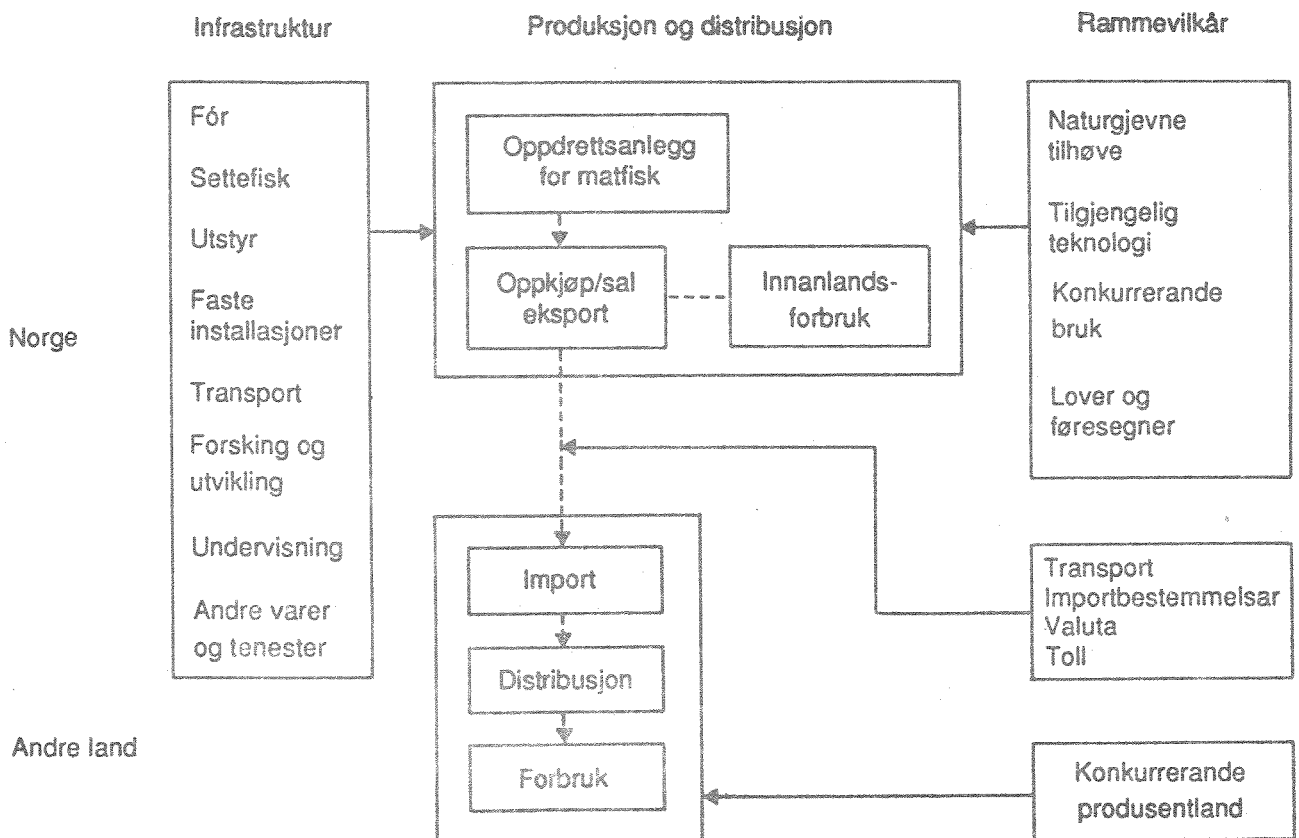 Infrastruktur
Produksjon og distribusjon
Rammevilkår
Norge
Andre land
Fór
Settefisk
Utstyr
Faste
installasjoner
Transport
Forsking og
utvikling
Undervisning
Andre varer
og tenester
Oppdrettsanlegg
for matfisk
Oppkjøp/sal
eksport
Innanlands-
forbruk
Import
Distribusjon
Forbruk
Naturgjevne
tilhøve
Tilgjengelig
teknologi
Konkurrerande
bruk
Lover og
føresegner
Transport
Importbestemmelsar
Valuta
Toll
Konkurrerande
produsentland